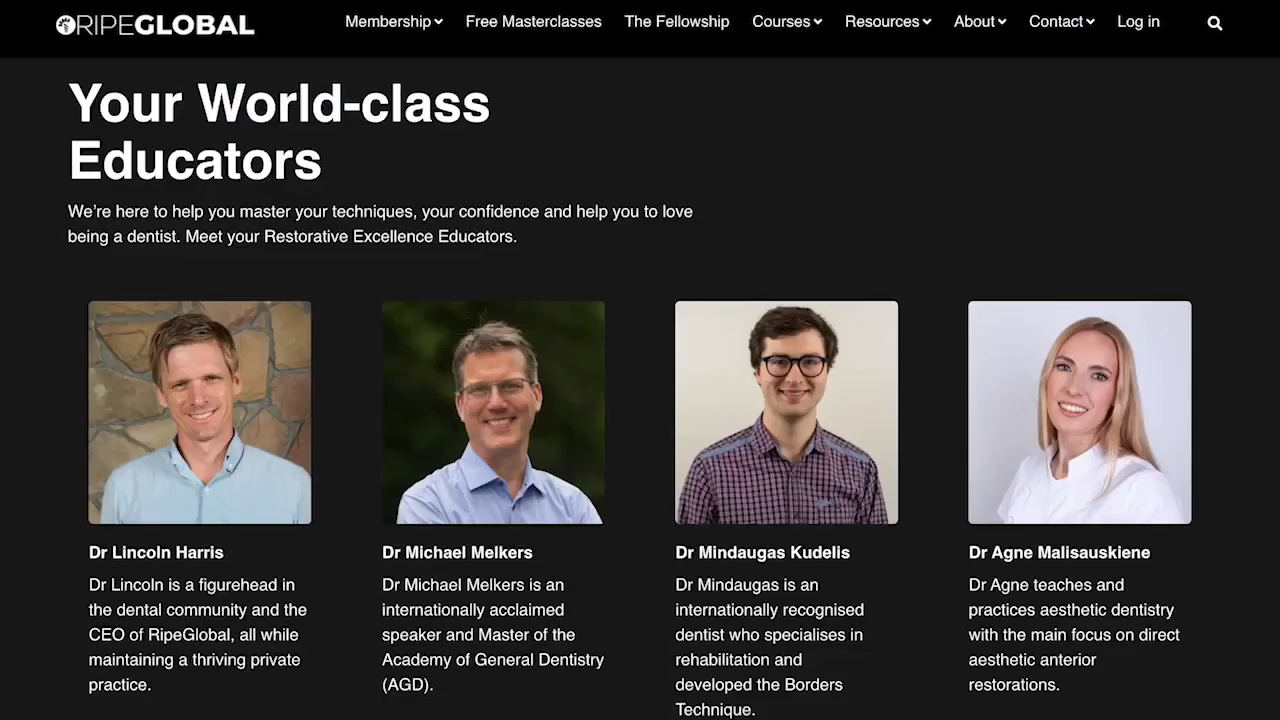 RIPEGLOBAL
Membership
Free Masterclasses
The Fellowship
Courses
Resources
About
Contact
Log in
Your World-class
Educators
We’re here to help you master your techniques, your confidence and help you to love
being a dentist. Meet your Restorative Excellence Educators.
Dr Lincoln Harris
Dr Lincoln is a figurehead in
the dental community and the
CEO of RipeGlobal, all while
maintaining a thriving private
practice.
Dr Michael Melkers
Dr Michael Melkers is an
internationally acclaimed
speaker and Master of the
Academy of General Dentistry
(AGD).
Dr Mindaugas Kudelis
Dr Mindaugas is an
internationally recognised
dentist who specialises in
rehabilitation and
developed the Borders
Technique.
Dr Agne Malisauskiene
Dr Agne teaches and
practices aesthetic dentistry
with the main focus on direct
aesthetic anterior
restorations.